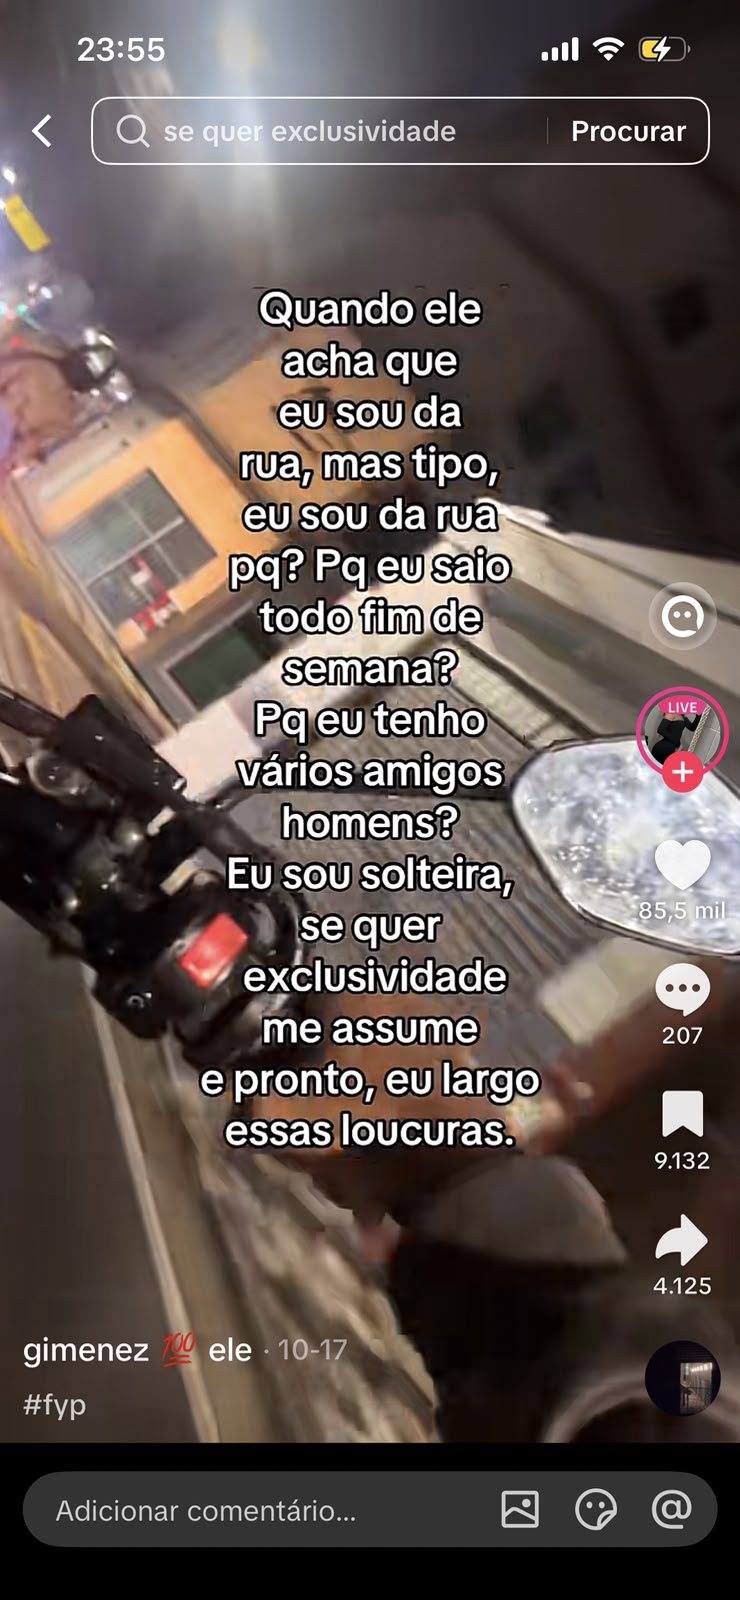 23:55
se quer exclusividade
Procurar
Quando ele
acha que
eu sou da
rua, mas tipo,
eu sou da rua
pq? Pq eu saio
todo fim de
semana?
Pq eu tenho
vários amigos
homens?
Eu sou solteira,
se quer
exclusividade
me assume
e pronto, eu largo
essas loucuras.
LIVE
85,5 mil
207
9.132
4.125
gimenez 💯 ele · 10-17
#fyp
Adicionar comentário...